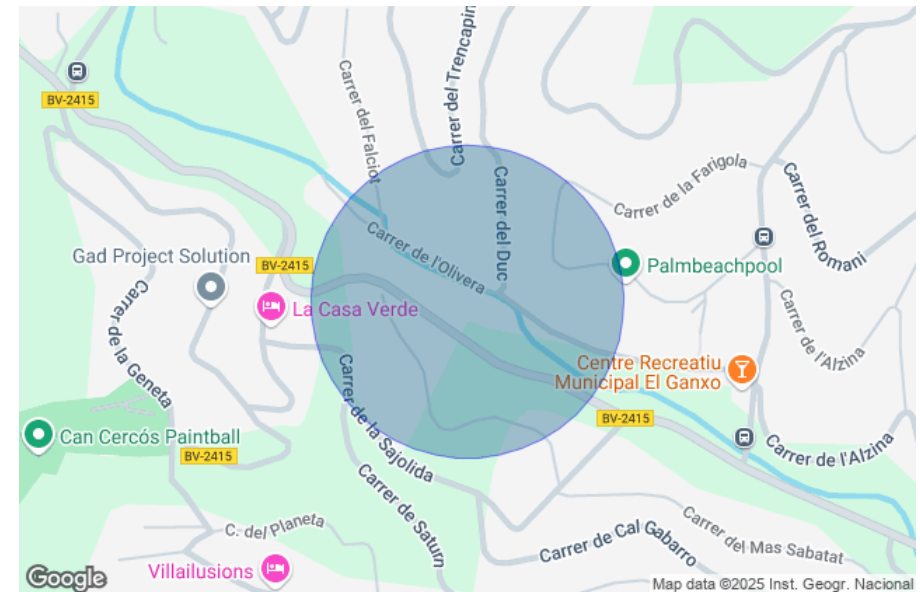 Carrer del Trencapin
BV-2415
Carrer del Falciot
Carrer de la Farigola
Carrer del Romani
Carrer del Duc
Carrer de l'Olivera
Gad Project Solution
BV-2415
Palmbeachpool
La Casa Verde
Carrer de la Geneta
Carrer de l'Alzina
Centre Recreatiu
Municipal El Ganxo
Carrer de la Sajolida
BV-2415
Can Cercós Paintball
BV-2415
Carrer de l'Alzina
Carrer de Saturn
C. del Planeta
Carrer de Cal Gabarro
Carrer del Mas Sabatat
Villailusions
Google
Map data ©2025 Inst. Geogr. Nacional